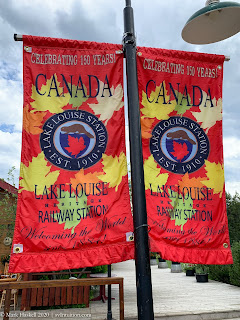 CELEBRATING 150 YEARS!
CANADA
LAKE LOUISE STATION
EST. 1910
LAKE LOUISE
RAILWAY STATION
Welcoming the World
CELEBRATING 150 YEARS!
CANADA
LAKE LOUISE STATION
EST. 1910
LAKE LOUISE
RAILWAY STATION
Welcoming the World